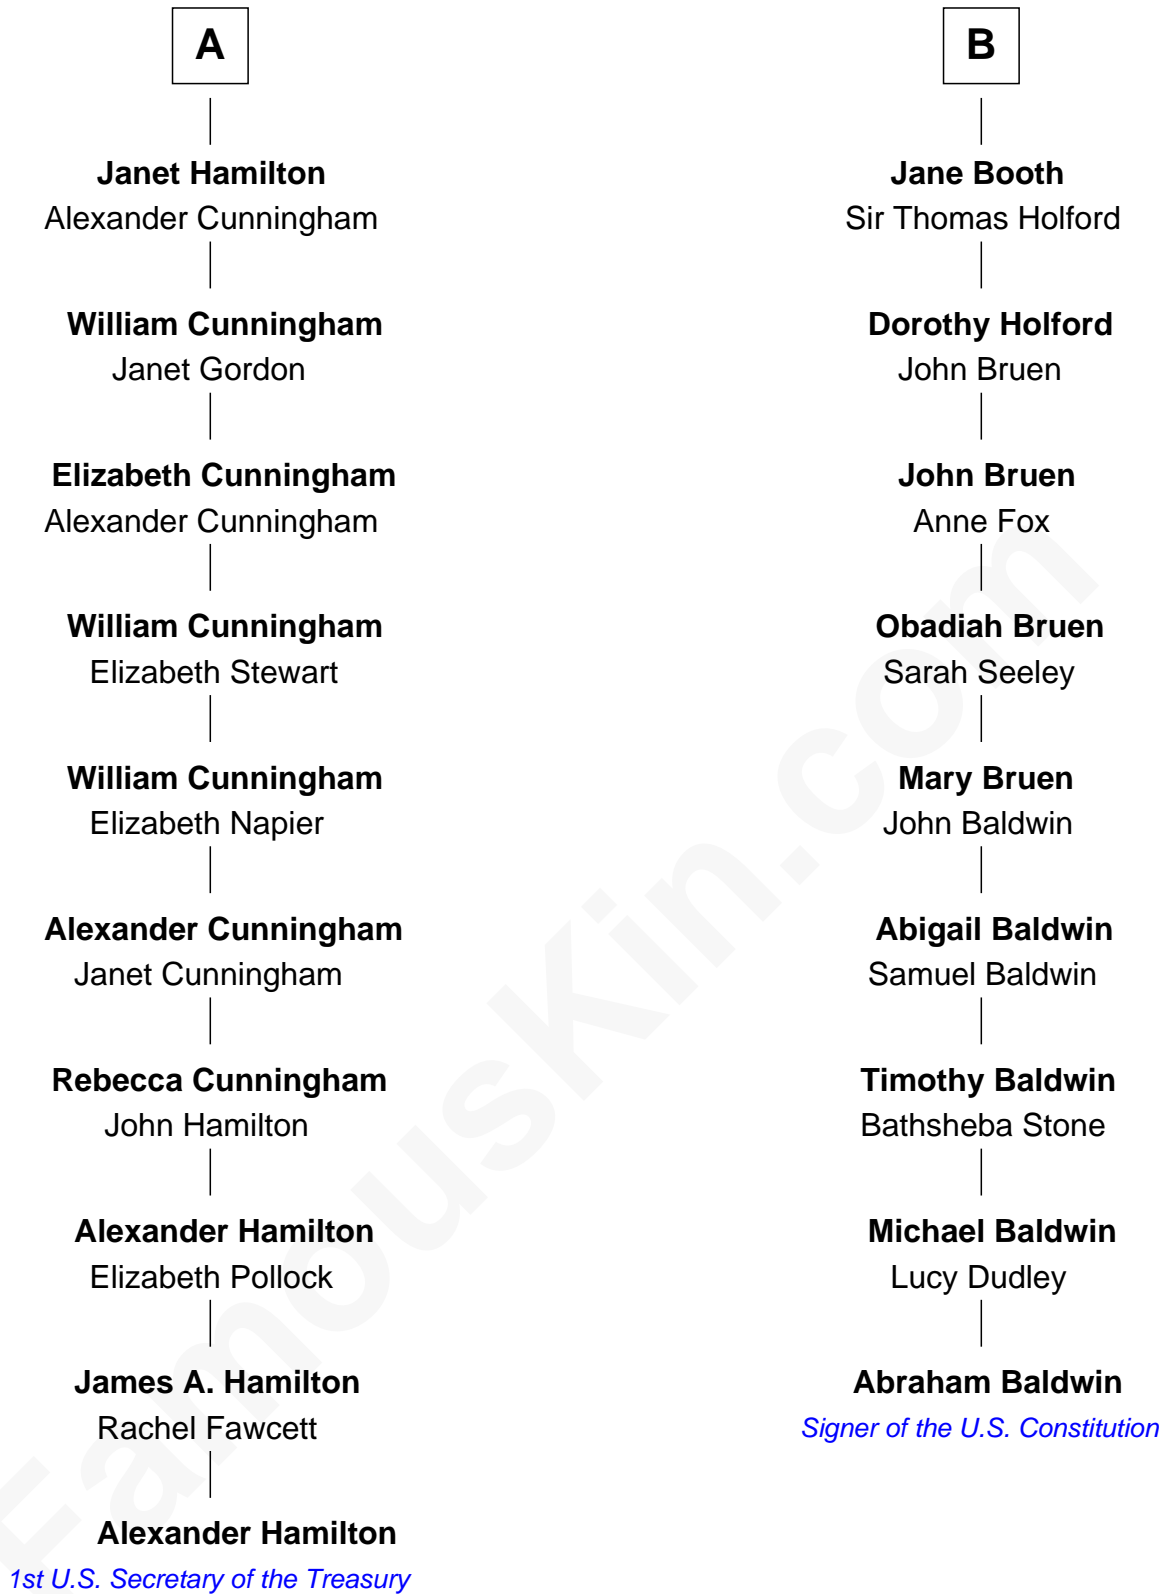 A
Janet Hamilton
Alexander Cunningham
William Cunningham
Janet Gordon
Elizabeth Cunningham
Alexander Cunningham
William Cunningham
Elizabeth Stewart
William Cunningham
Elizabeth Napier
Alexander Cunningham
Janet Cunningham
Rebecca Cunningham
John Hamilton
Alexander Hamilton
Elizabeth Pollock
James A. Hamilton
Rachel Fawcett
Alexander Hamilton
1st U.S. Secretary of the Treasury
B
Jane Booth
Sir Thomas Holford
Dorothy Holford
John Bruen
John Bruen
Anne Fox
Obadiah Bruen
Sarah Seeley
Mary Bruen
John Baldwin
Abigail Baldwin
Samuel Baldwin
Timothy Baldwin
Bathsheba Stone
Michael Baldwin
Lucy Dudley
Abraham Baldwin
Signer of the U.S. Constitution
FamousKin.com